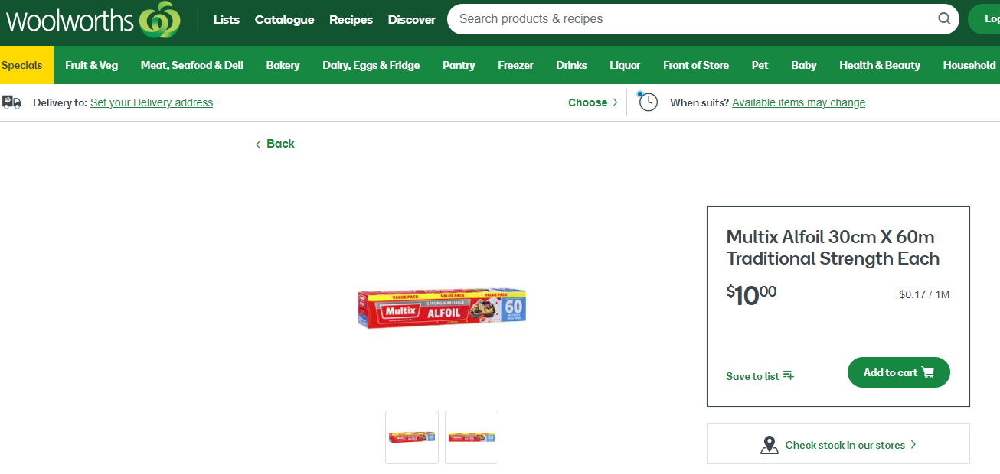 Woolworths
Lists Catalogue Recipes Discover
Search products & recipes
Log
Specials Fruit & Veg Meat, Seafood & Deli Bakery Dairy, Eggs & Fridge Pantry Freezer Drinks Liquor Front of Store Pet Baby Health & Beauty Household
Delivery to: Set your Delivery address
Choose
When suits? Available items may change
Back
VALUE PACK VALUE PACK VALUE PACK
STRONG & RELIABLE
Multix
ALFOIL
60
Multix Alfoil 30cm X 60m
Traditional Strength Each
$1000
$0.17 / 1M
Save to list
Add to cart
Check stock in our stores